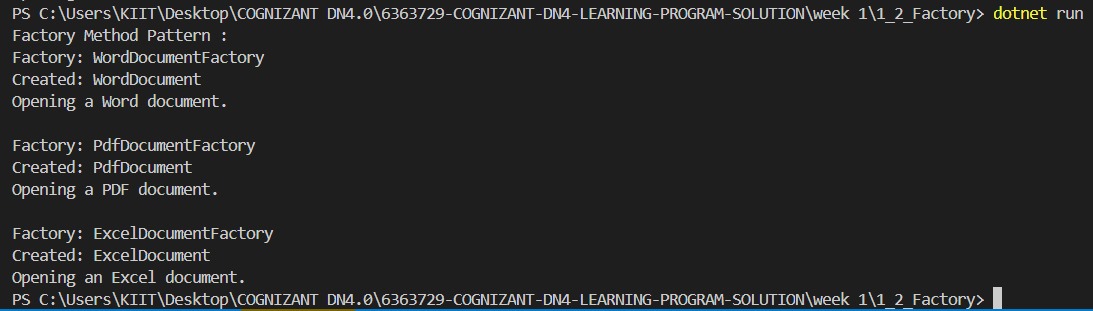 PS C:\Users\KIIT\Desktop\COGNIZANT DN4.0\6363729-COGNIZANT-DN4-LEARNING-PROGRAM-SOLUTION\week 1\1_2_Factory> dotnet run
Factory Method Pattern :
Factory: WordDocumentFactory
Created: WordDocument
Opening a Word document.

Factory: PdfDocumentFactory
Created: PdfDocument
Opening a PDF document.

Factory: ExcelDocumentFactory
Created: ExcelDocument
Opening an Excel document.
PS C:\Users\KIIT\Desktop\COGNIZANT DN4.0\6363729-COGNIZANT-DN4-LEARNING-PROGRAM-SOLUTION\week 1\1_2_Factory>